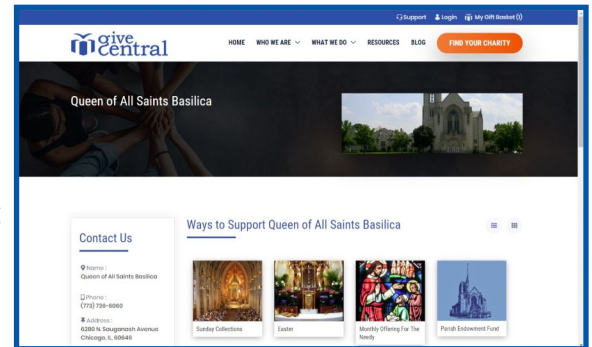 Support Login My Gift Basket (1)
give central
HOME WHO WE ARE WHAT WE DO RESOURCES BLOG FIND YOUR CHARITY
Queen of All Saints Basilica
Contact Us
Name :
Queen of All Saints Basilica
Phone :
(773) 736-6060
Address :
6280 N. Sauganash Avenue
Chicago, IL, 60646
Ways to Support Queen of All Saints Basilica
Sunday Collections
Easter
Monthly Offering For The
Needy
Parish Endowment Fund